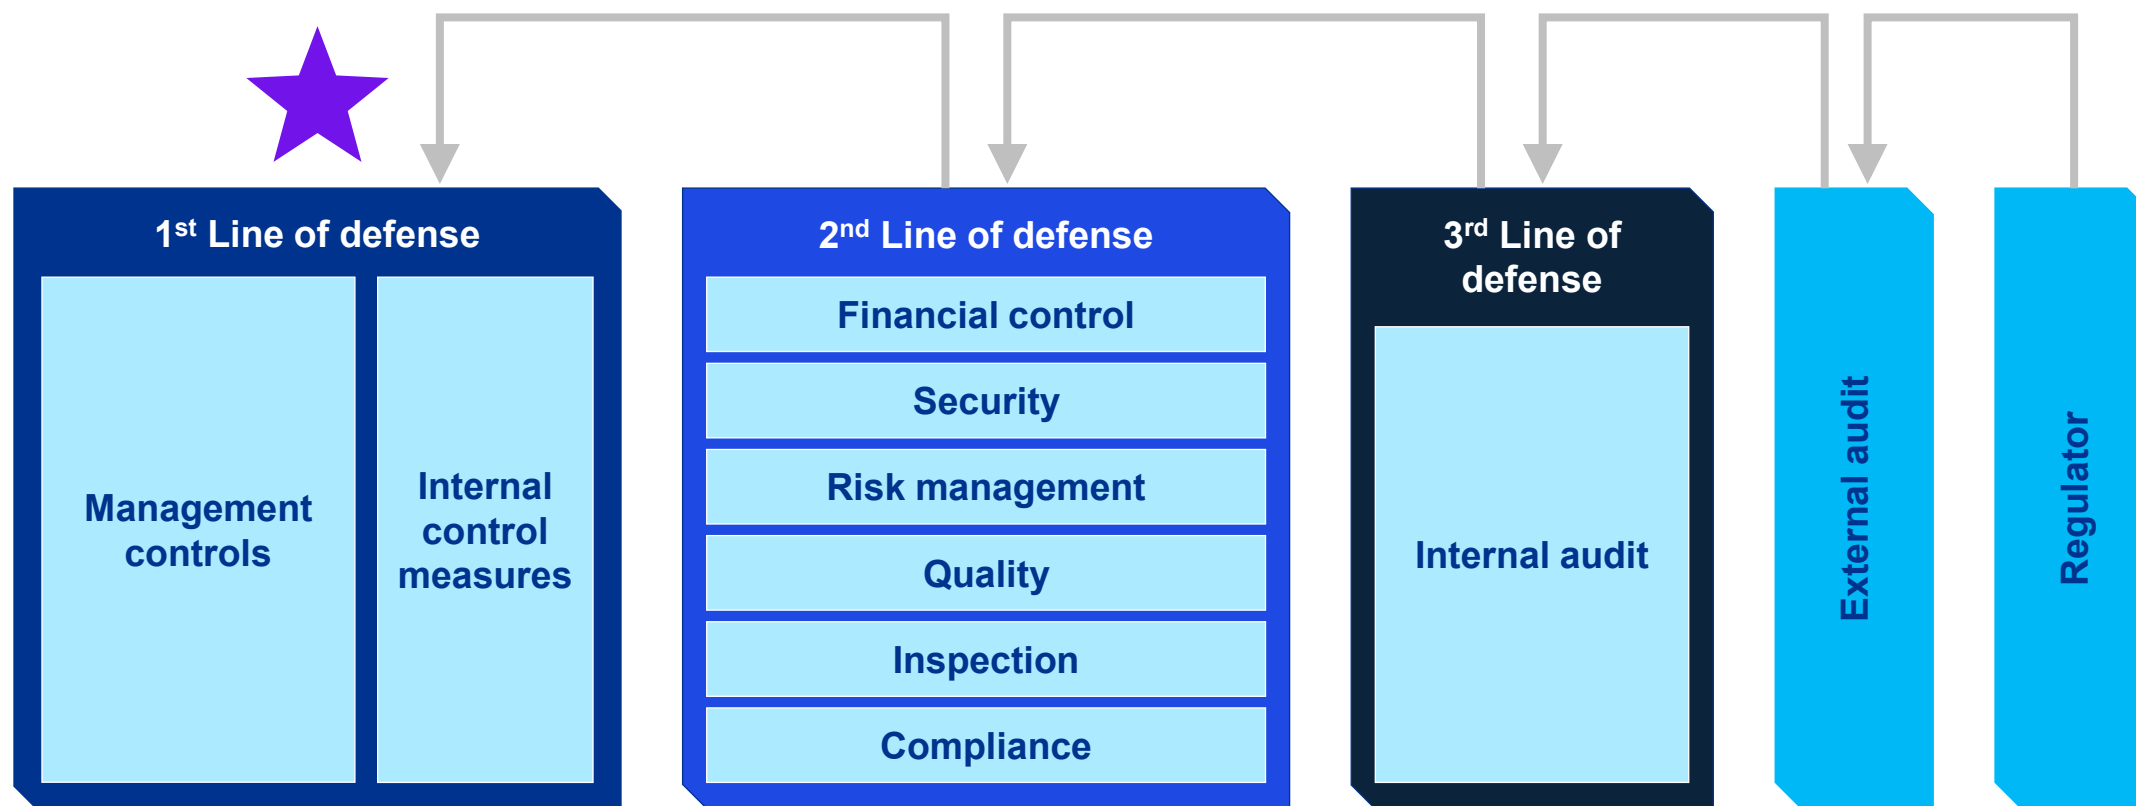 1st Line of defense
Management
controls
Internal
control
measures
2nd Line of defense
Financial control
Security
Risk management
Quality
Inspection
Compliance
3rd Line of
defense
Internal audit
External audit
Regulator